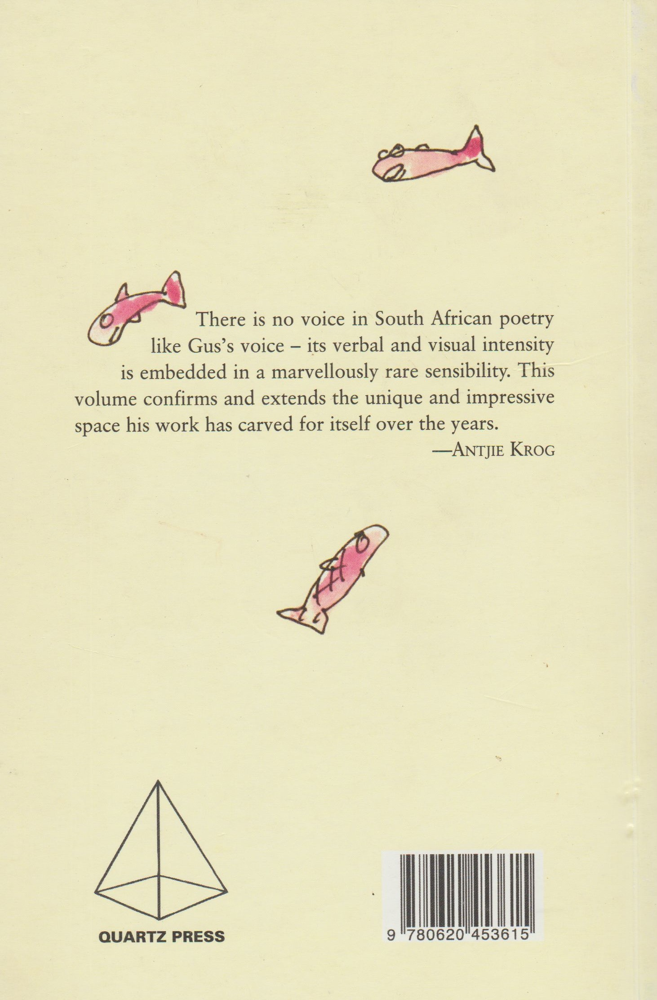 There is no voice in South African poetry
like Gus's voice – its verbal and visual intensity
is embedded in a marvellously rare sensibility. This
volume confirms and extends the unique and impressive
space his work has carved for itself over the years.
—ANTJIE KROG
QUARTZ PRESS
9 780620 453615